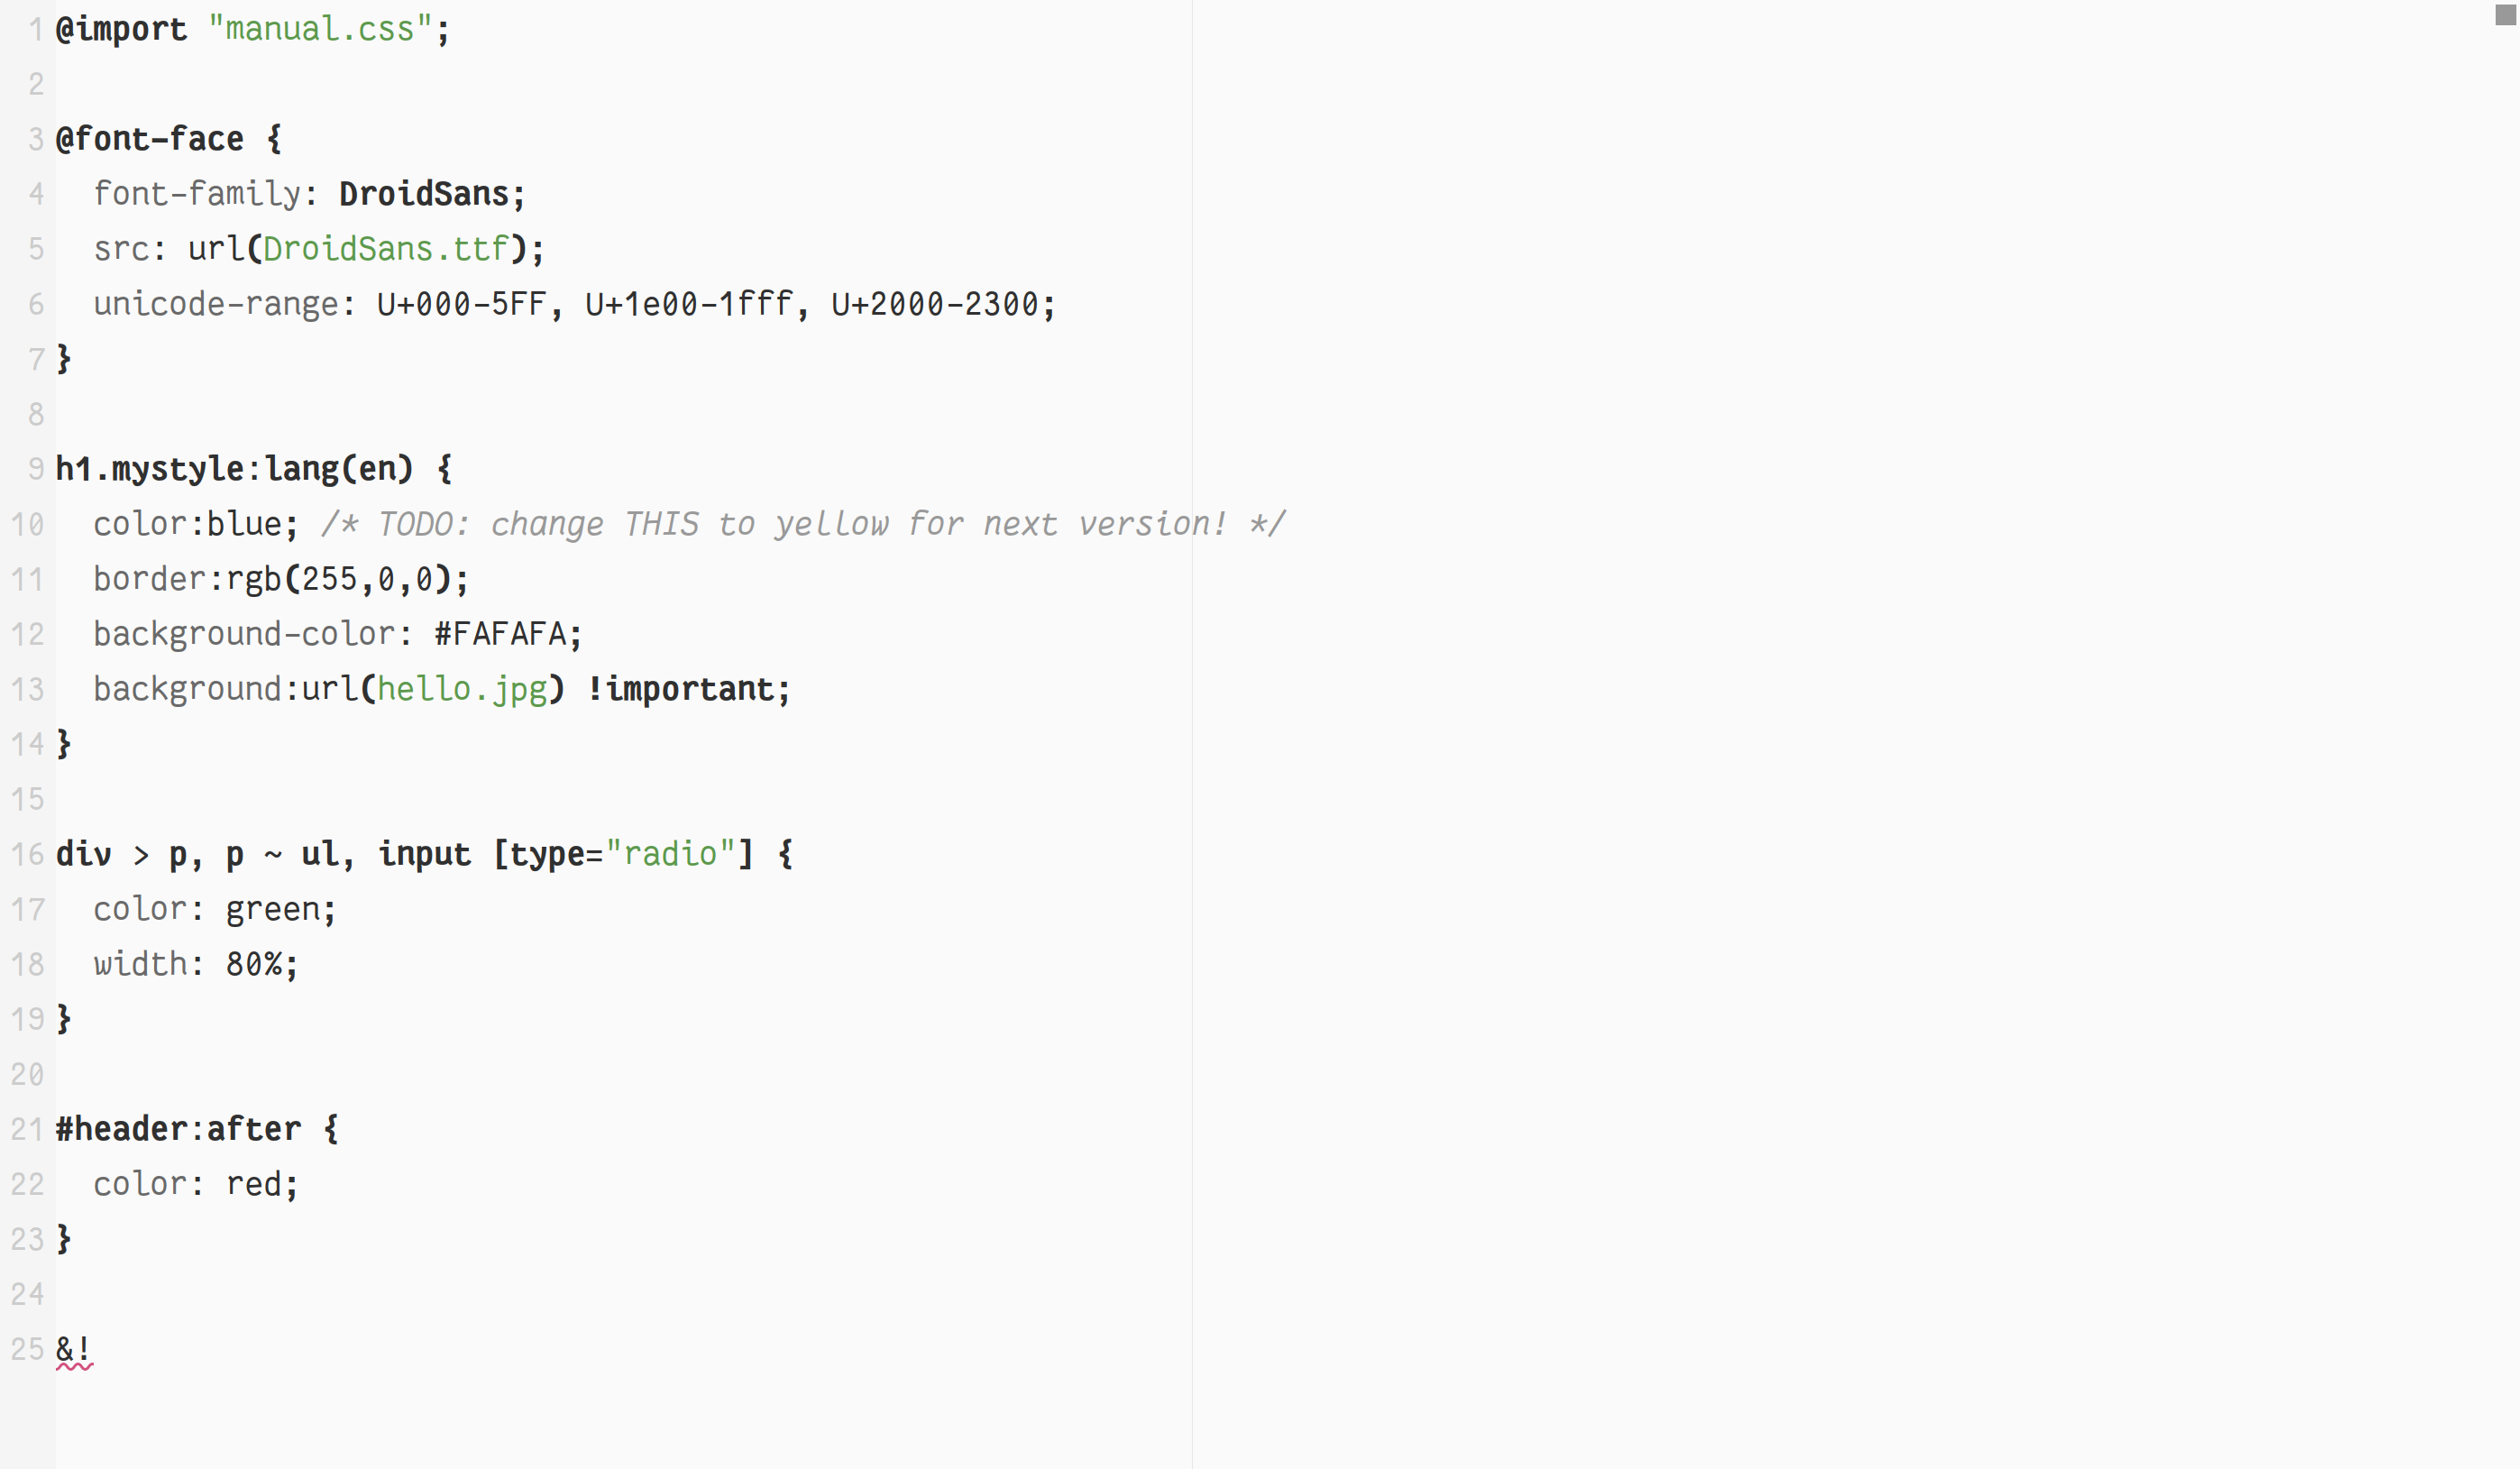 1 @import "manual.css";
2
3 @font-face {
4   font-family: DroidSans;
5   src: url(DroidSans.ttf);
6   unicode-range: U+000-5FF, U+1e00-1fff, U+2000-2300;
7 }
8
9 h1.mystyle:lang(en) {
10   color:blue; /* TODO: change THIS to yellow for next version! */
11   border:rgb(255,0,0);
12   background-color: #FAFAFA;
13   background:url(hello.jpg) !important;
14 }
15
16 div > p, p ~ ul, input [type="radio"] {
17   color: green;
18   width: 80%;
19 }
20
21 #header:after {
22   color: red;
23 }
24
25 &!